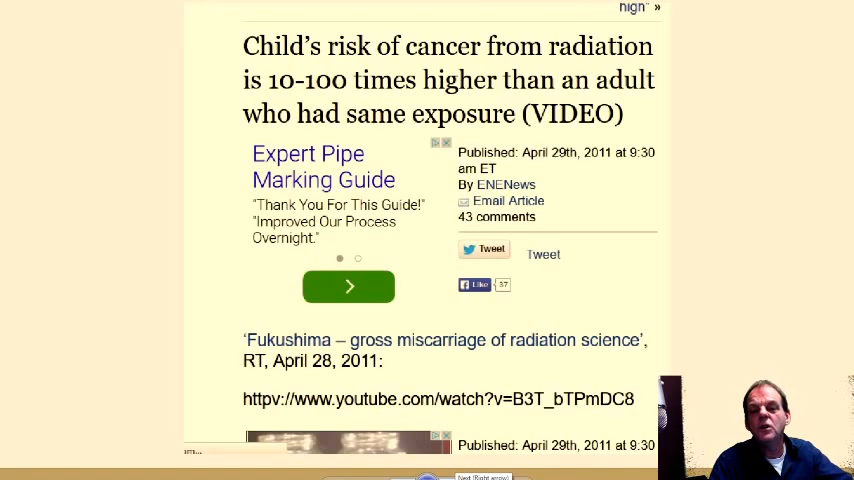 high" »
Child's risk of cancer from radiation
is 10-100 times higher than an adult
who had same exposure (VIDEO)
Expert Pipe
Marking Guide
"Thank You For This Guide!"
"Improved Our Process
Overnight."
Published: April 29th, 2011 at 9:30
am ET
By ENENews
Email Article
43 comments
Tweet
Tweet
Like
37
'Fukushima – gross miscarriage of radiation science',
RT, April 28, 2011:
httpv://www.youtube.com/watch?v=B3T_bTPmDC8
Published: April 29th, 2011 at 9:30
Next (Right arrow)